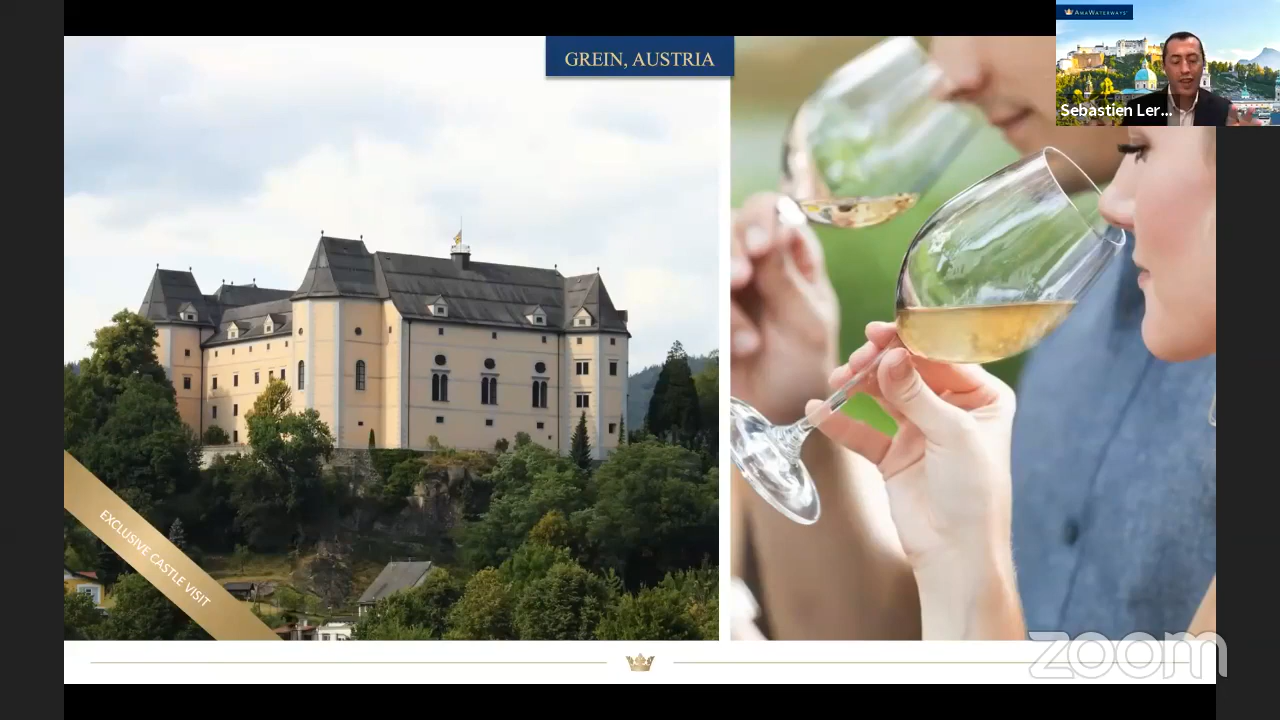 GREIN, AUSTRIA
AMAWATERWAYS
Sebastien Ler...
EXCLUSIVE CASTLE VISIT
zoom